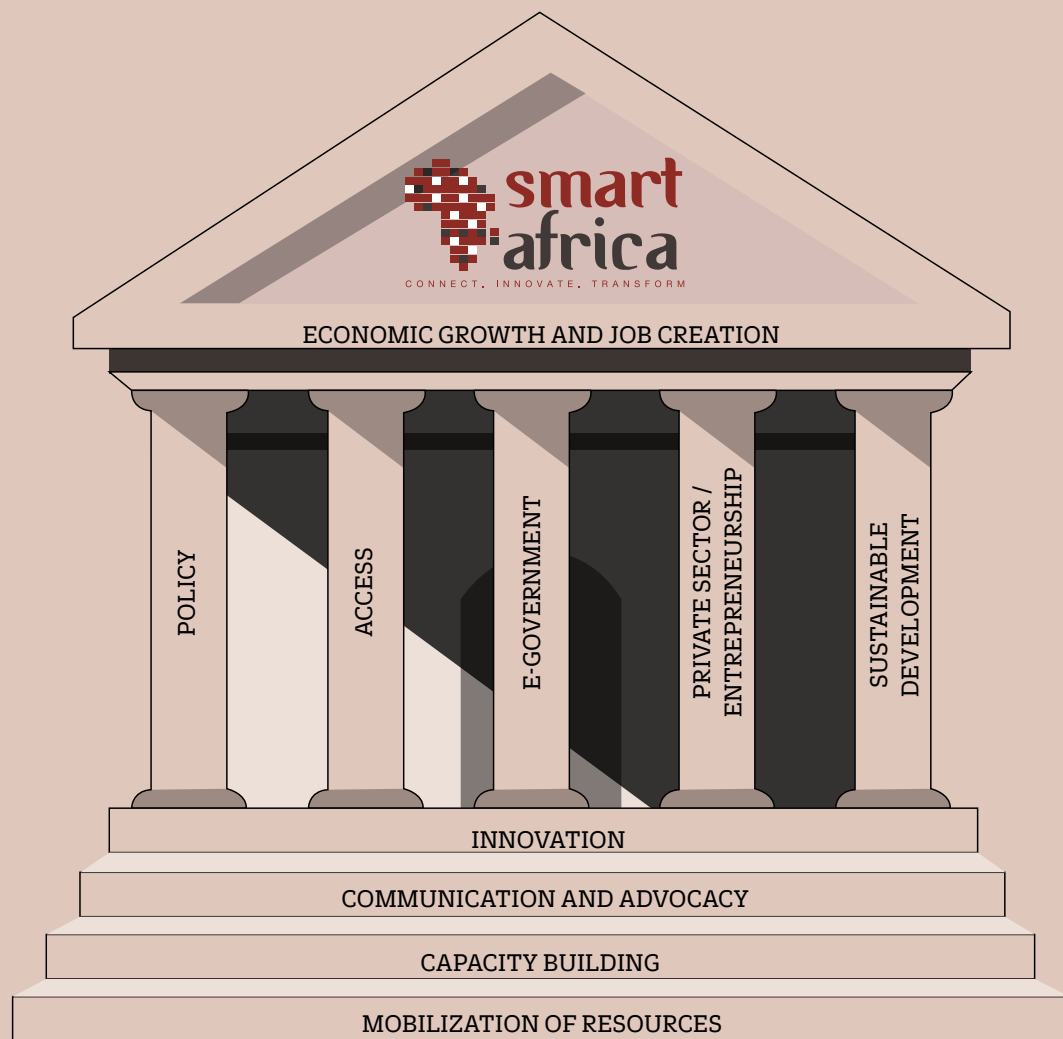 smart
africa
CONNECT. INNOVATE. TRANSFORM
ECONOMIC GROWTH AND JOB CREATION
POLICY
ACCESS
E-GOVERNMENT
PRIVATE SECTOR /
ENTREPRENEURSHIP
SUSTAINABLE
DEVELOPMENT
INNOVATION
COMMUNICATION AND ADVOCACY
CAPACITY BUILDING
MOBILIZATION OF RESOURCES